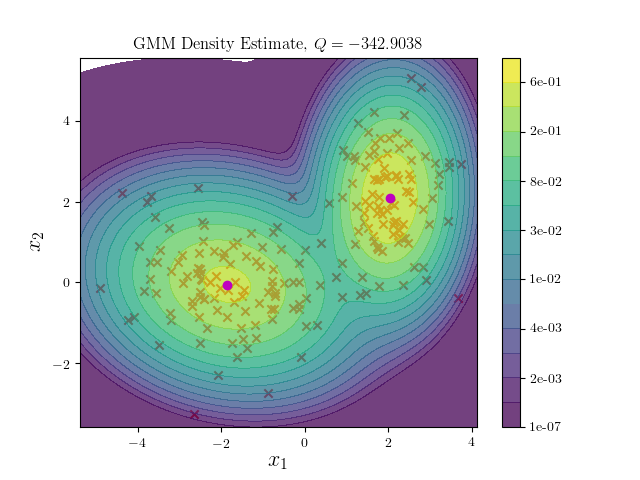 GMM Density Estimate, Q = −342.9038
4
2
0
−2
x₂
−4
−2
0
2
4
x₁
6e-01
2e-01
8e-02
3e-02
1e-02
4e-03
2e-03
1e-07